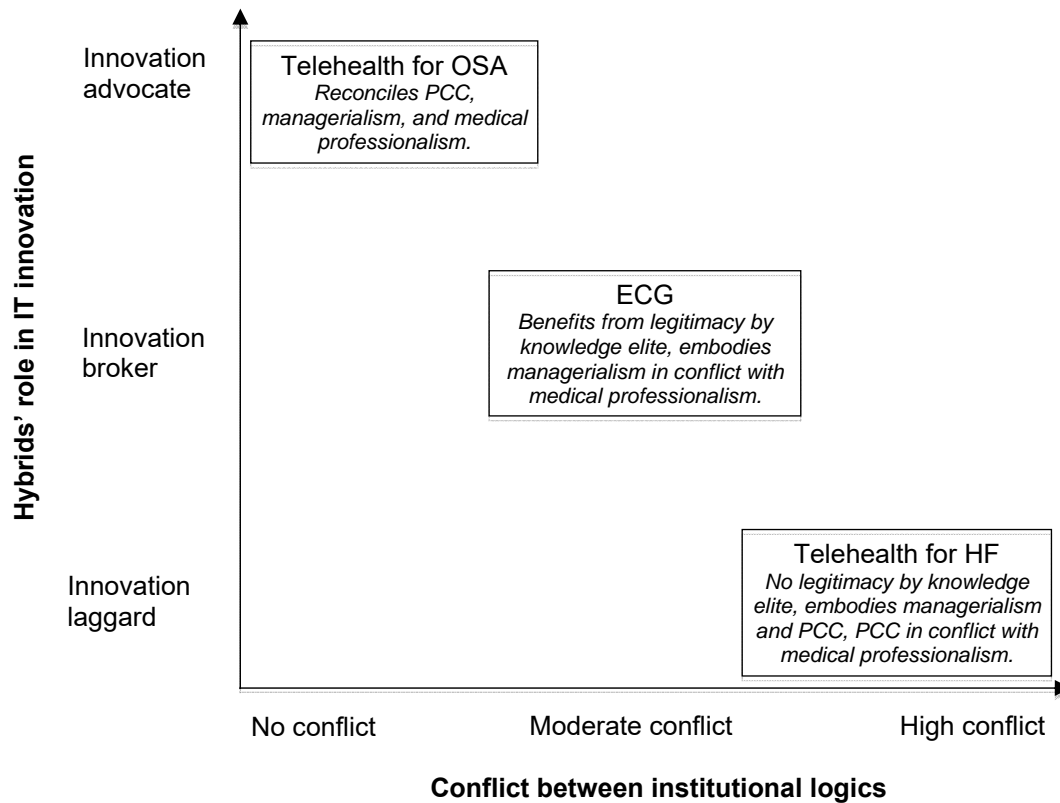 Hybrids' role in IT innovation
Innovation
advocate
Telehealth for OSA
Reconciles PCC,
managerialism, and medical
professionalism.
Innovation
broker
ECG
Benefits from legitimacy by
knowledge elite, embodies
managerialism in conflict with
medical professionalism.
Innovation
laggard
Telehealth for HF
No legitimacy by knowledge
elite, embodies managerialism
and PCC, PCC in conflict with
medical professionalism.
No conflict
Moderate conflict
High conflict
Conflict between institutional logics